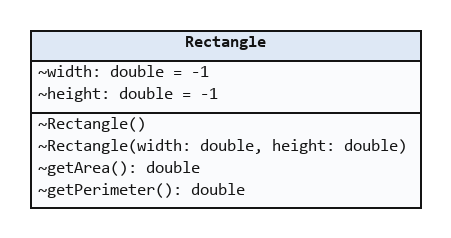 Rectangle
~width: double = -1
~height: double = -1
~Rectangle()
~Rectangle(width: double, height: double)
~getArea(): double
~getPerimeter(): double